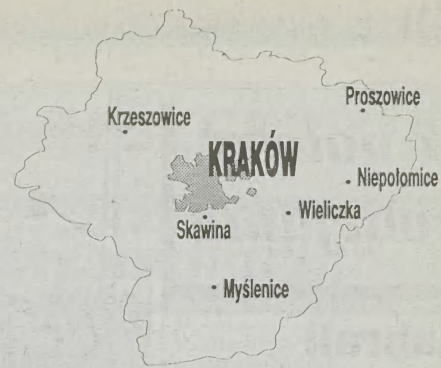 Proszowice
Krzeszowice
KRAKÓW
Niepołomice
Wieliczka
Skawina
Myślenice